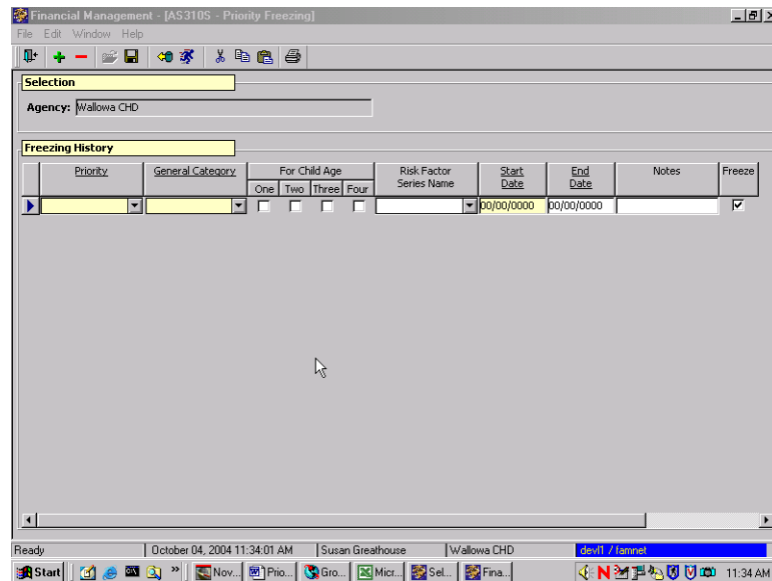 Financial Management - [AS310S - Priority Freezing]
File Edit Window Help
Selection
Agency: Wallowa CHD
Freezing History
Priority General Category For Child Age Risk Factor Start End Notes Freeze
One Two Three Four Series Name Date Date
00/00/0000 00/00/0000
Ready October 04, 2004 11:34:01 AM Susan Greathouse Wallowa CHD devl1 / famnet
Start » Nov... Prio... Gro... Micr... Sel... Fina... 11:34 AM